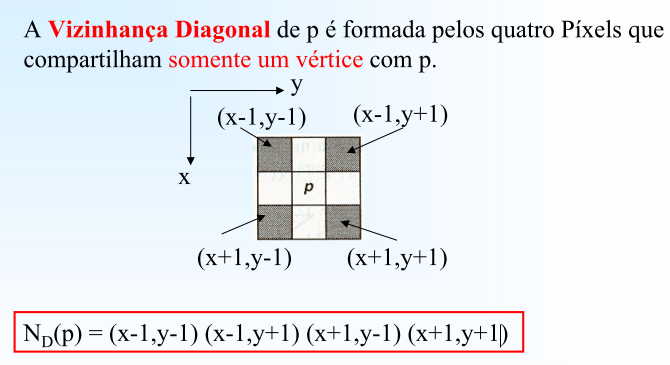 A Vizinhança Diagonal de p é formada pelos quatro Píxels que
compartilham somente um vértice com p.
y
(x-1,y-1) (x-1,y+1)
x
p
(x+1,y-1) (x+1,y+1)
N_D(p) = (x-1,y-1) (x-1,y+1) (x+1,y-1) (x+1,y+1)